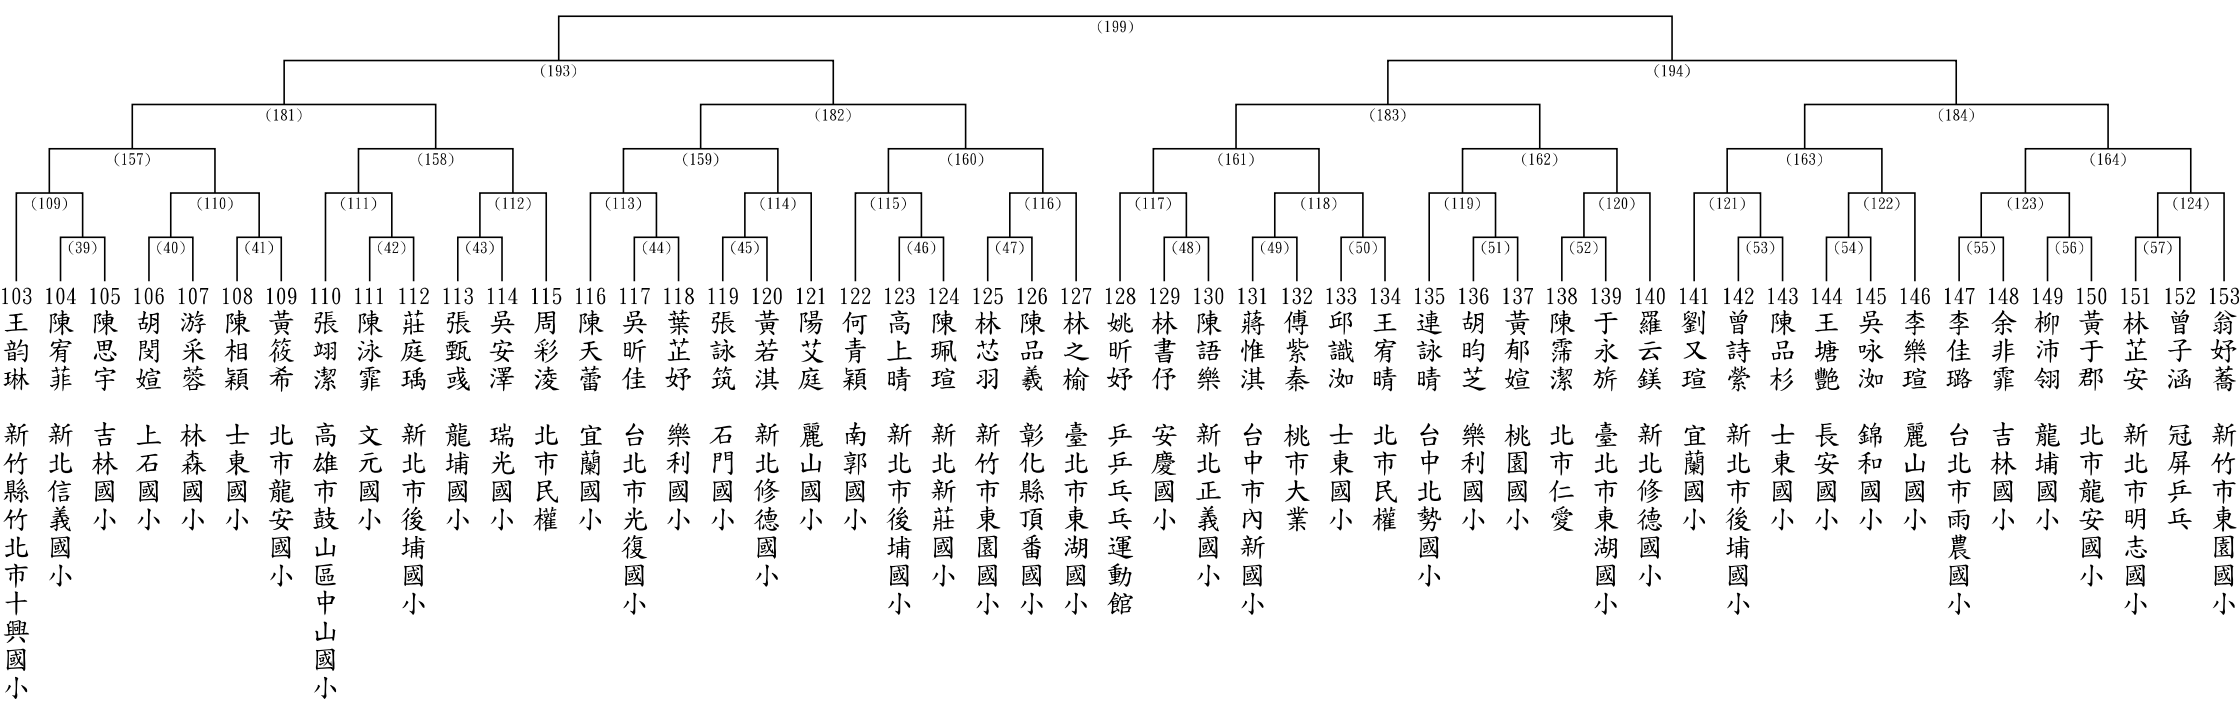 (199)
(193) (194)
(181) (182) (183) (184)
(157) (158) (159) (160) (161) (162) (163) (164)
(109) (110) (111) (112) (113) (114) (115) (116) (117) (118) (119) (120) (121) (122) (123) (124)
(39) (40) (41) (42) (43) (44) (45) (46) (47) (48) (49) (50) (51) (52) (53) (54) (55) (56) (57)
103 王韵琳 新竹縣竹北市十興國小
104 陳宥菲 新北信義國小
105 陳思宇 吉林國小
106 胡閔媗 上石國小
107 游采蓉 林森國小
108 陳相穎 士東國小
109 黃筱希 北市龍安國小
110 張翊潔 高雄市鼓山區中山國小
111 陳泳霏 文元國小
112 莊庭瑀 新北市後埔國小
113 張甄彧 龍埔國小
114 吳安澤 瑞光國小
115 周彩淩 北市民權
116 陳天蕾 宜蘭國小
117 吳昕佳 台北市光復國小
118 葉芷妤 樂利國小
119 張詠筑 石門國小
120 黃若淇 新北修德國小
121 陽艾庭 麗山國小
122 何青穎 南郭國小
123 高上晴 新北市後埔國小
124 陳珮瑄 新北新莊國小
125 林芯羽 新竹市東園國小
126 陳品羲 彰化縣頂番國小
127 林之榆 臺北市東湖國小
128 姚昕妤 乒乒乓乓運動館
129 林書伃 安慶國小
130 陳語樂 新北正義國小
131 蔣惟淇 台中市內新國小
132 傅紫秦 桃市大業
133 邱識洳 士東國小
134 王宥晴 北市民權
135 連詠晴 台中北勢國小
136 胡昀芝 樂利國小
137 黃郁媗 桃園國小
138 陳霈潔 北市仁愛
139 于永旂 臺北市東湖國小
140 羅云鎂 新北修德國小
141 劉又瑄 宜蘭國小
142 曾詩縈 新北市後埔國小
143 陳品杉 士東國小
144 王塘艷 長安國小
145 吳咏洳 錦和國小
146 李樂瑄 麗山國小
147 李佳璐 台北市雨農國小
148 余非霏 吉林國小
149 柳沛翎 龍埔國小
150 黃于郡 北市龍安國小
151 林芷安 新北市明志國小
152 曾子涵 冠屏乒乓
153 翁妤蕎 新竹市東園國小